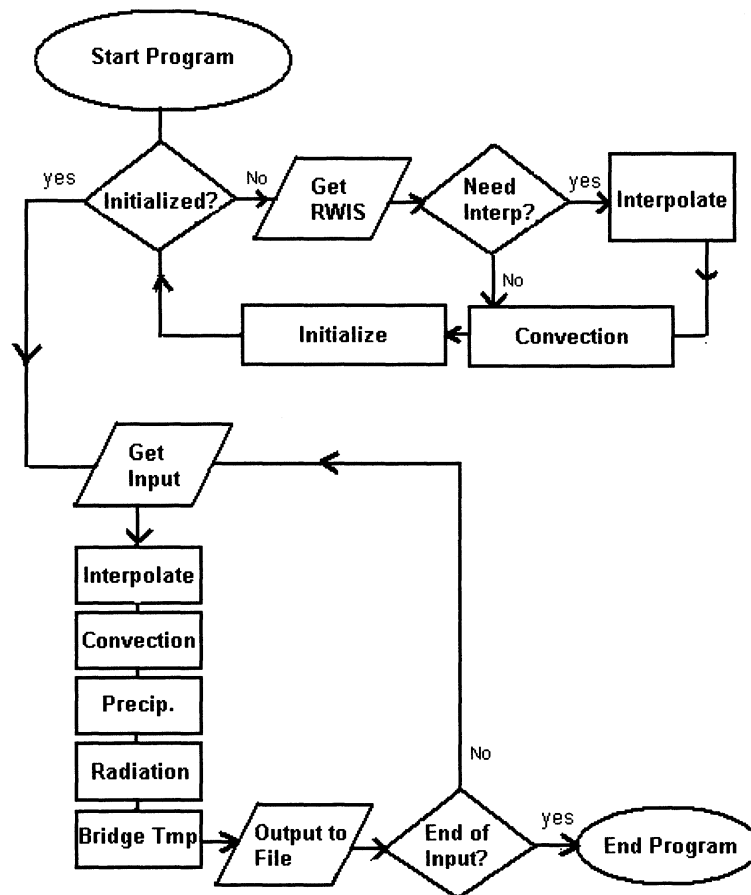 Start Program
yes
Initialized?
No
Get
RWIS
Need
Interp?
yes
Interpolate
No
Initialize
Convection
Get
Input
Interpolate
Convection
Precip.
Radiation
Bridge Tmp
Output to
File
End of
Input?
No
yes
End Program